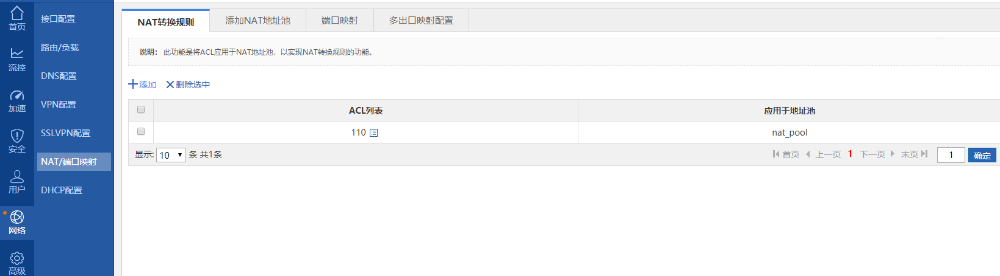 首页
流控
加速
安全
用户
网络
高级
接口配置
路由/负载
DNS配置
VPN配置
SSLVPN配置
NAT/端口映射
DHCP配置
NAT转换规则 添加NAT地址池 端口映射 多出口映射配置
说明： 此功能是将ACL应用于NAT地址池，以实现NAT转换规则的功能。
添加 删除选中
ACL列表 应用于地址池
110 nat_pool
显示: 10 条 共1条 首页 上一页 1 下一页 末页 1 确定